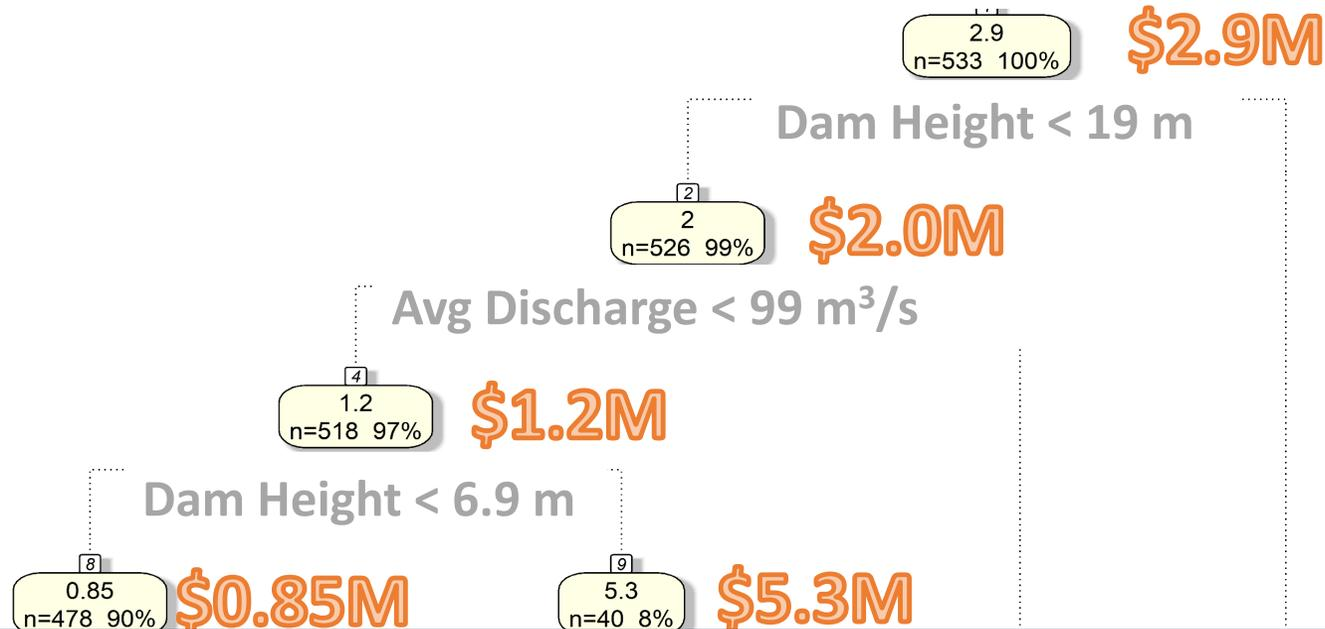 2.9
n=533 100%
$2.9M
Dam Height < 19 m
2
2
n=526 99%
$2.0M
Avg Discharge < 99 m³/s
4
1.2
n=518 97%
$1.2M
Dam Height < 6.9 m
8
0.85
n=478 90%
$0.85M
9
5.3
n=40 8%
$5.3M